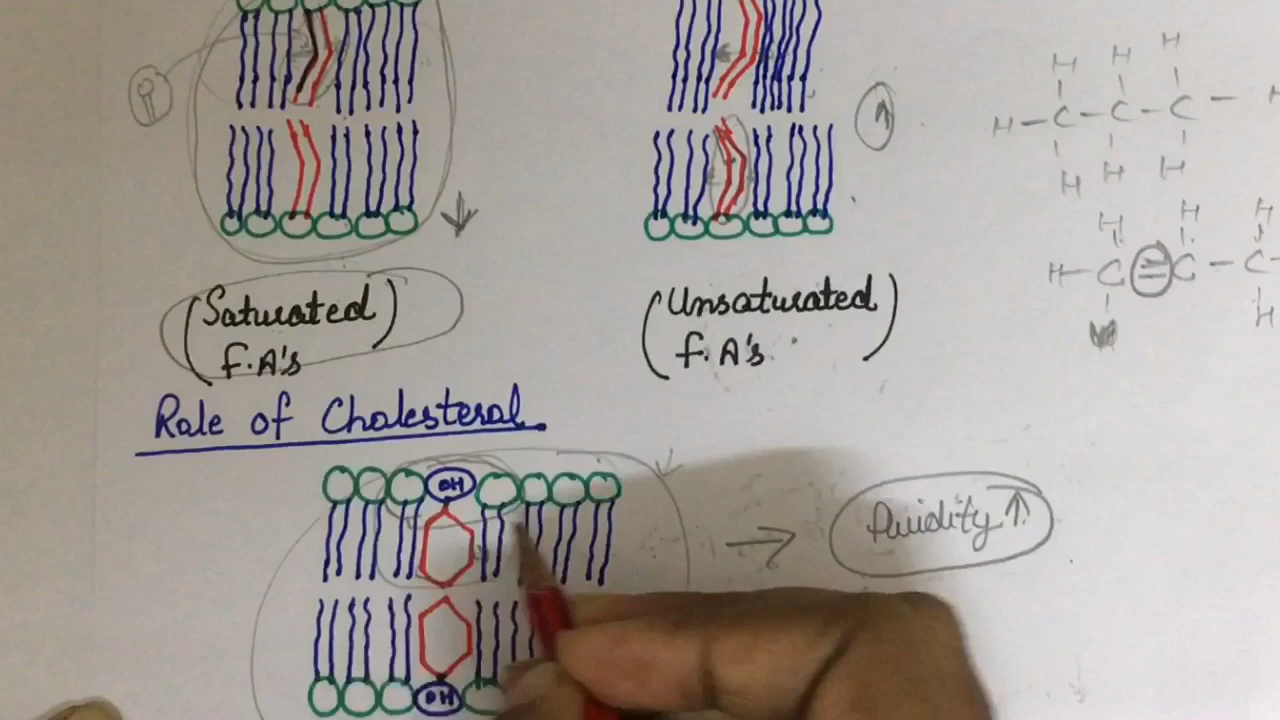 H H H
H - C - C - C - H
H H H
H H H
H - C = C - C -
H
(Saturated)
F.A's
(Unsaturated)
F.A's.
Role of Cholesterol.
OH
fluidity ↑
OH